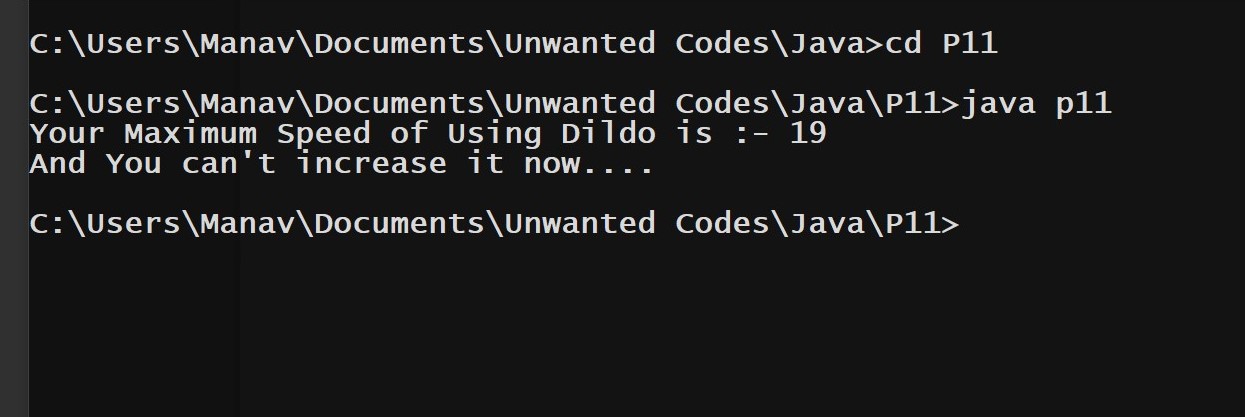 C:\Users\Manav\Documents\Unwanted Codes\Java>cd P11
C:\Users\Manav\Documents\Unwanted Codes\Java\P11>java p11
Your Maximum Speed of Using Dildo is :- 19
And You can't increase it now....
C:\Users\Manav\Documents\Unwanted Codes\Java\P11>